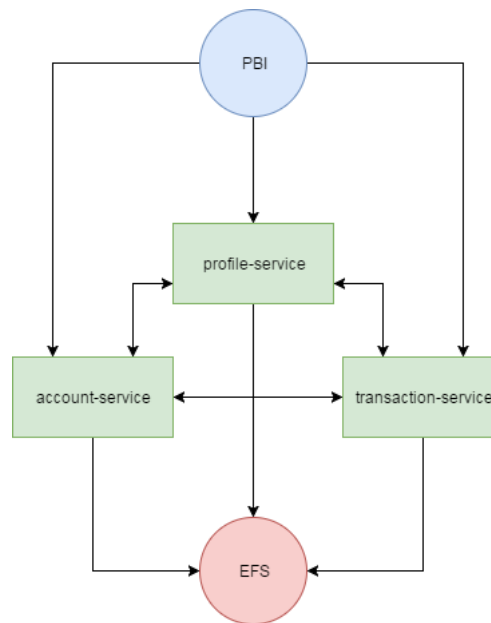 PBI
profile-service
account-service
transaction-service
EFS